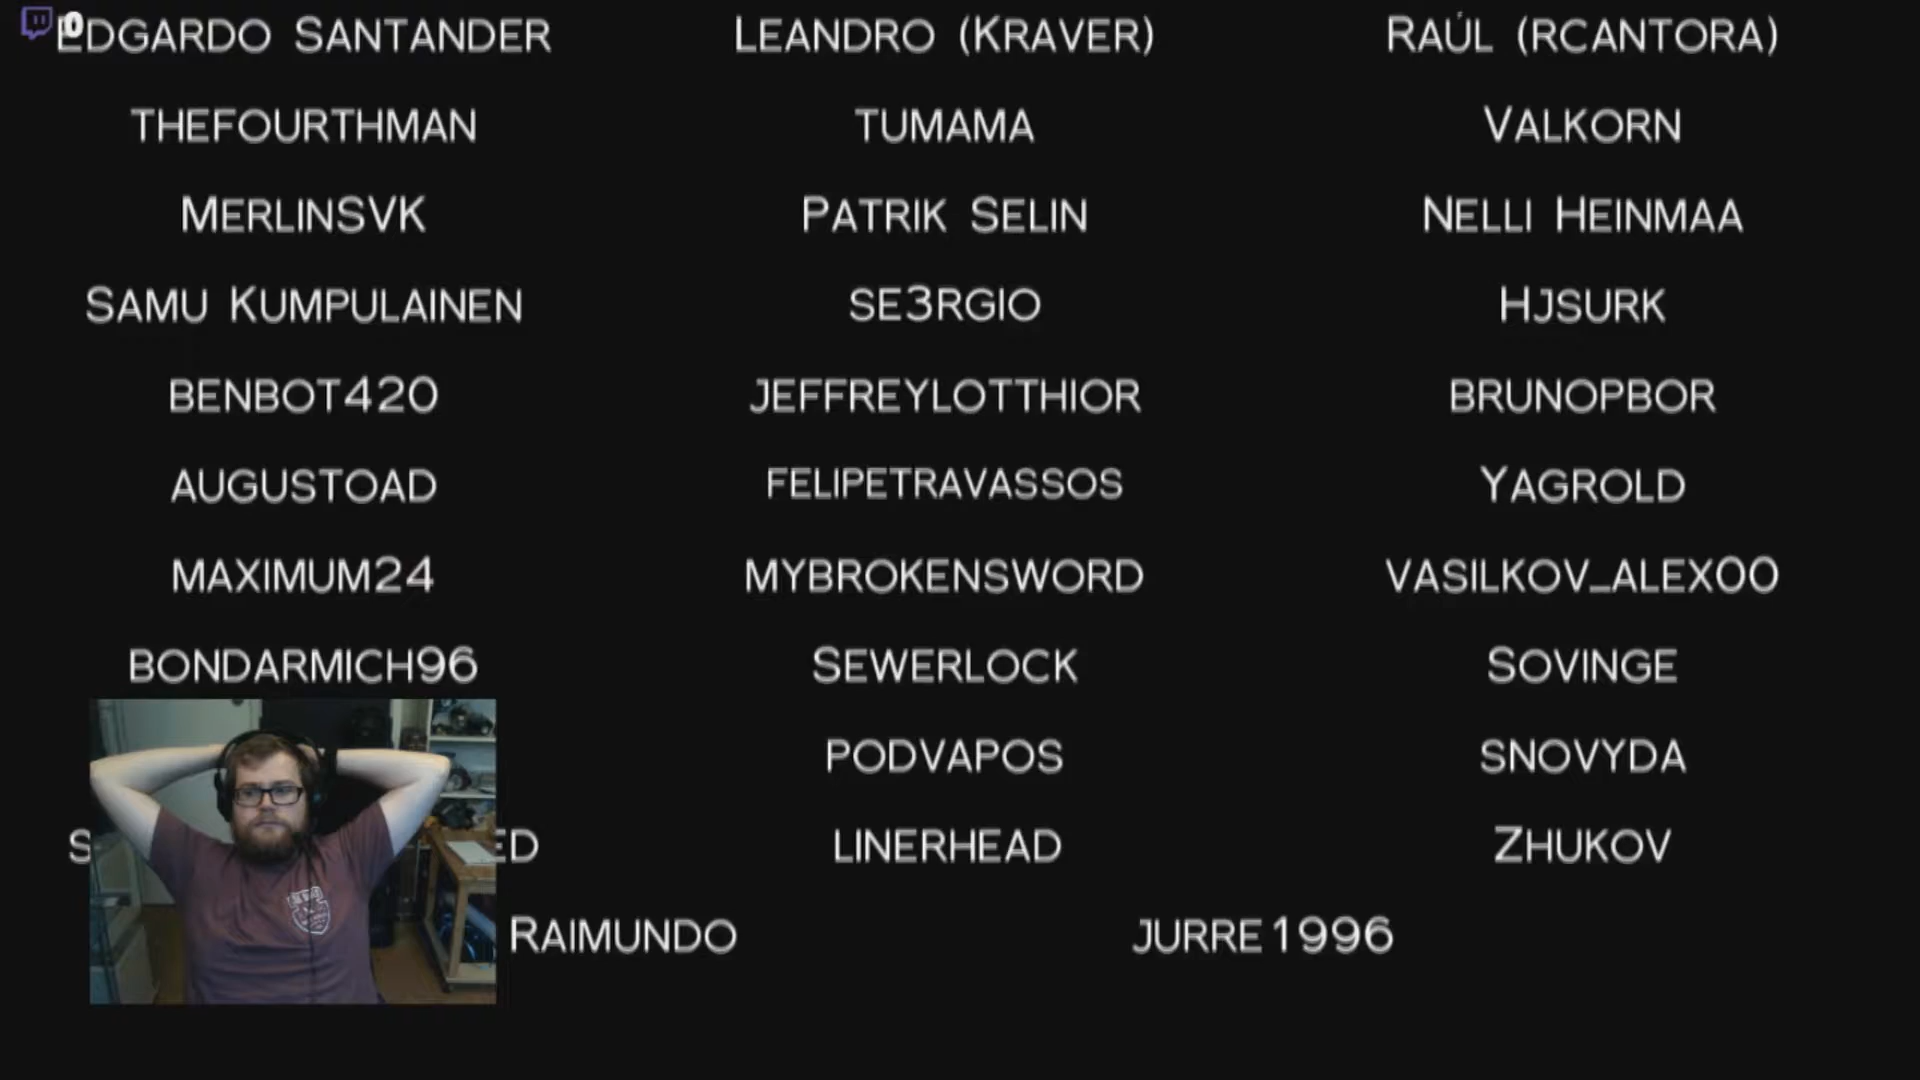 0
EDGARDO SANTANDER LEANDRO (KRAVER) RAÚL (RCANTORA)
THEFOURTHMAN TUMAMA VALKORN
MERLINSVK PATRIK SELIN NELLI HEINMAA
SAMU KUMPULAINEN SE3RGIO HJSURK
BENBOT420 JEFFREYLOTTHIOR BRUNOPBOR
AUGUSTOAD FELIPETRAVASSOS YAGROLD
MAXIMUM24 MYBROKENSWORD VASILKOV_ALEX00
BONDARMICH96 SEWERLOCK SOVINGE
PODVAPOS SNOVYDA
LINERHEAD ZHUKOV
RAIMUNDO JURRE1996